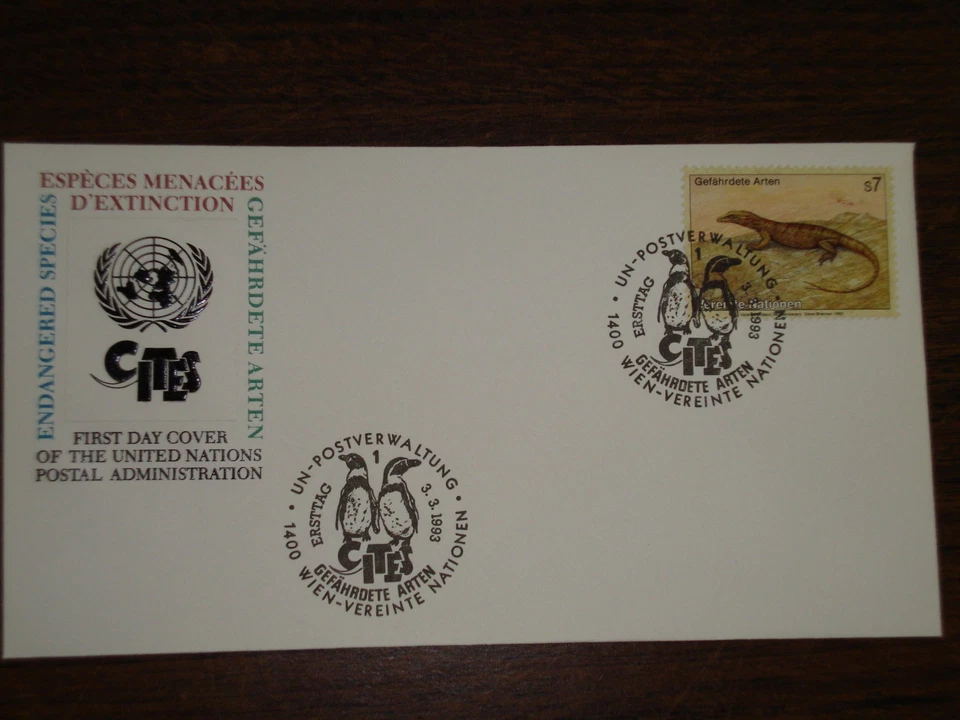 ESPÈCES MENACÉES
D'EXTINCTION
ENDANGERED SPECIES
GEFÄHRDETE ARTEN
CITES
FIRST DAY COVER
OF THE UNITED NATIONS
POSTAL ADMINISTRATION
Gefährdete Arten
s7
Vereinte Nationen
• UN-POSTVERWALTUNG •
1
ERSTTAG
3.3.1993
CITES
GEFÄHRDETE ARTEN
1400 WIEN-VEREINTE NATIONEN
• UN-POSTVERWALTUNG •
1
ERSTTAG
3.3.1993
CITES
GEFÄHRDETE ARTEN
1400 WIEN-VEREINTE NATIONEN